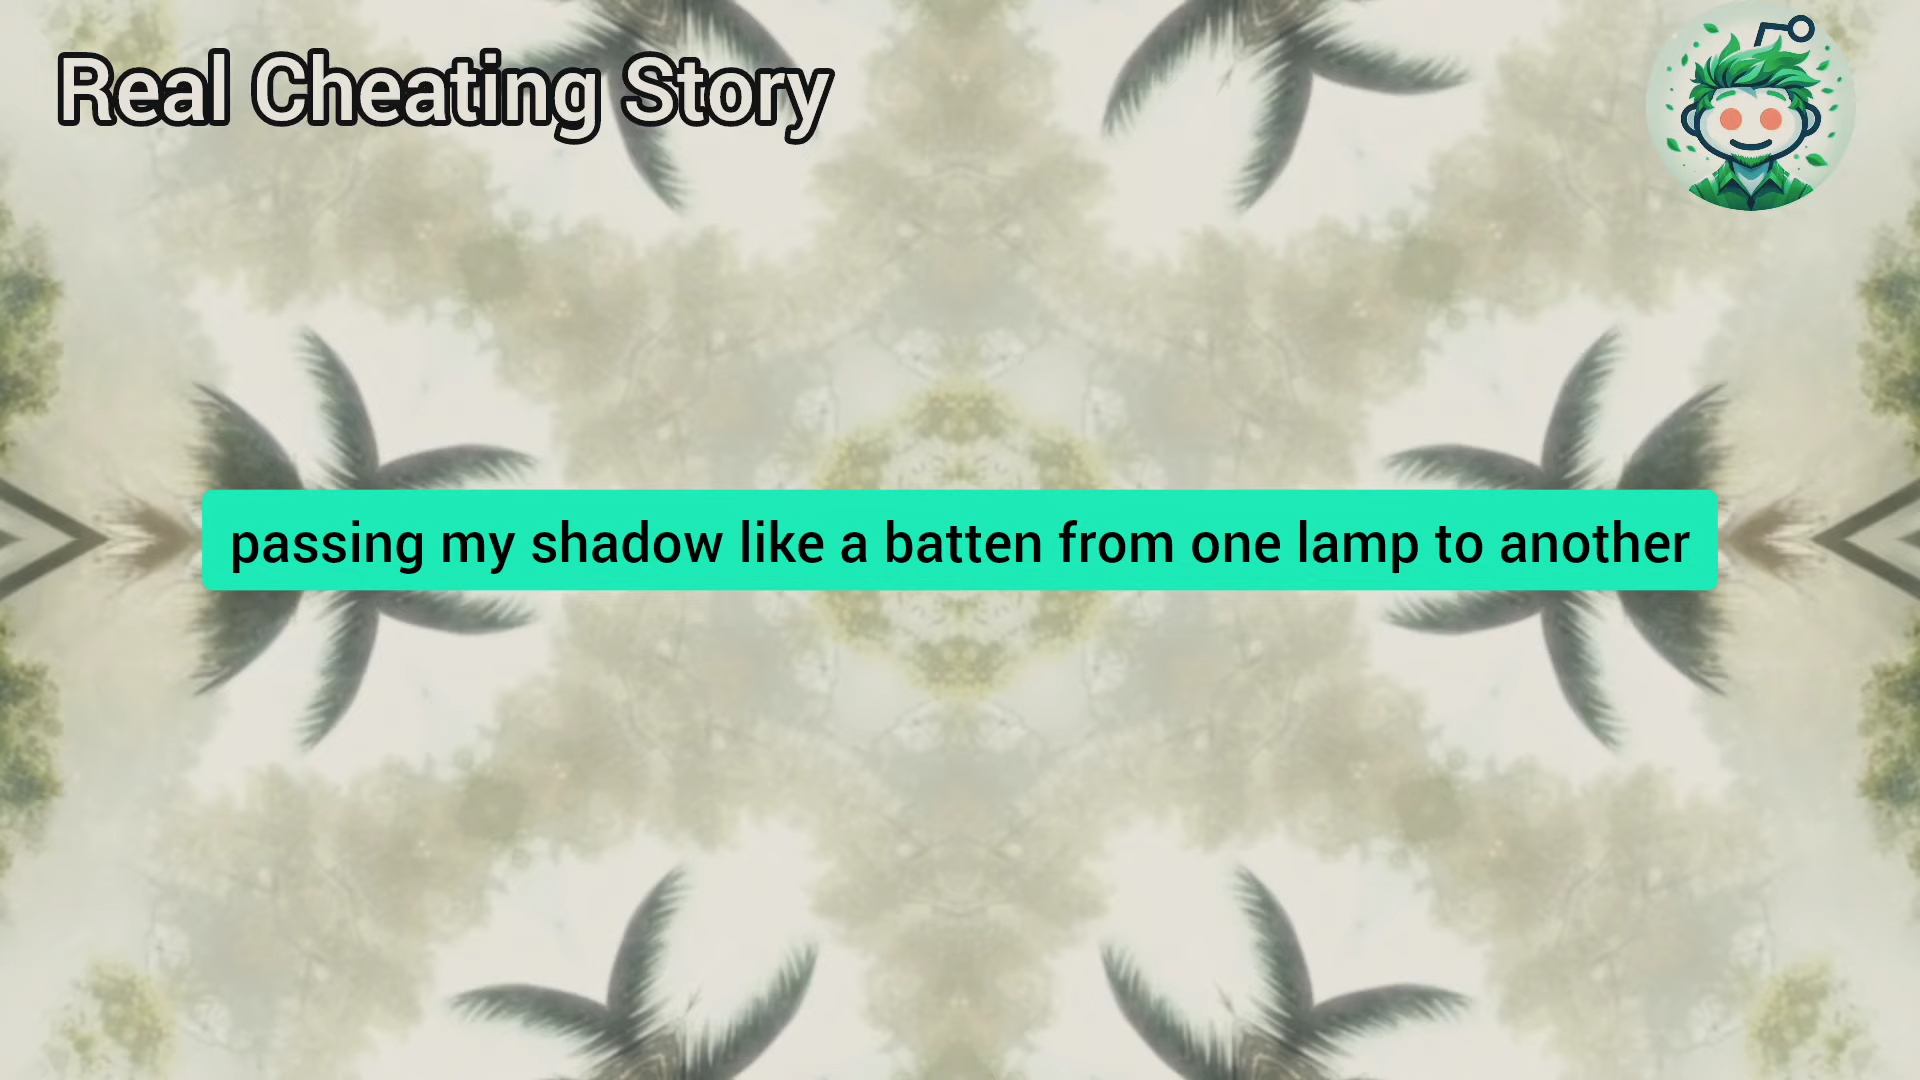 Real Cheating Story
passing my shadow like a batten from one lamp to another